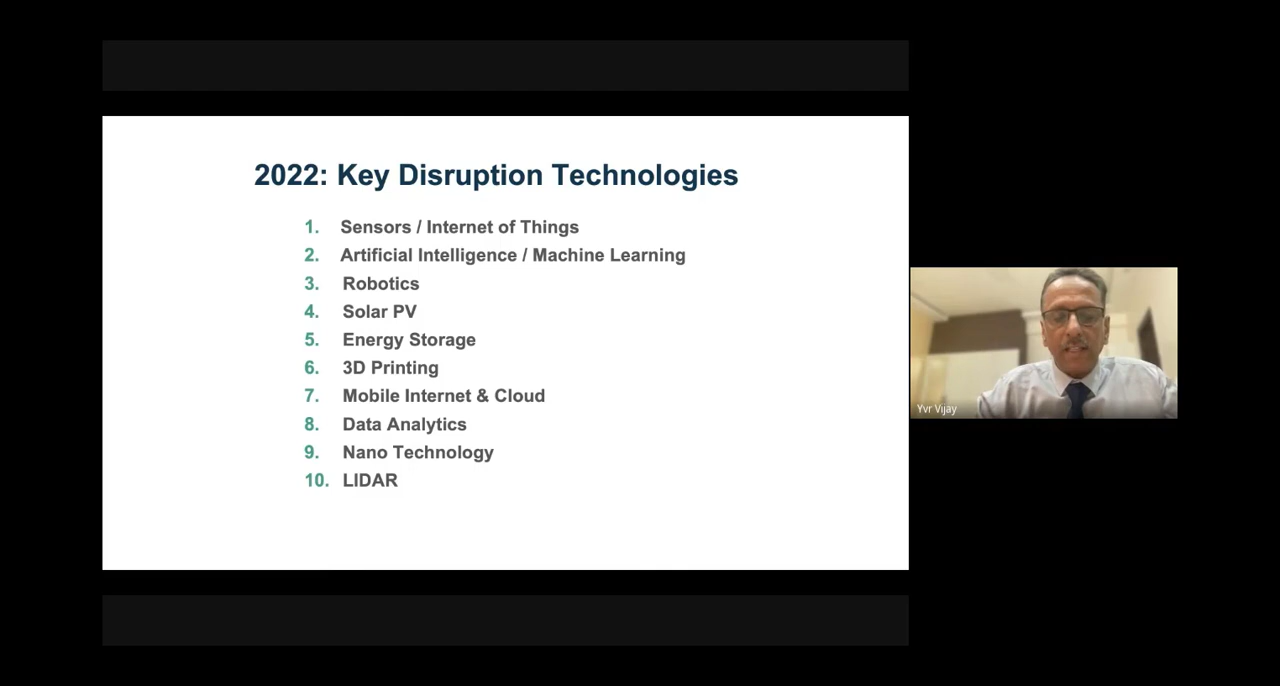 2022: Key Disruption Technologies
1. Sensors / Internet of Things
2. Artificial Intelligence / Machine Learning
3. Robotics
4. Solar PV
5. Energy Storage
6. 3D Printing
7. Mobile Internet & Cloud
8. Data Analytics
9. Nano Technology
10. LIDAR
Yvr Vijay